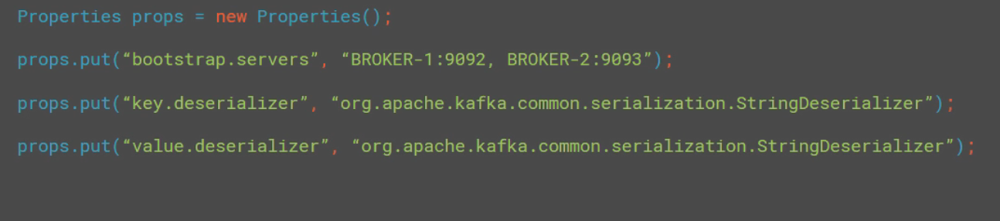 Properties props = new Properties();
props.put(“bootstrap.servers”, “BROKER-1:9092, BROKER-2:9093”);
props.put(“key.deserializer”, “org.apache.kafka.common.serialization.StringDeserializer”);
props.put(“value.deserializer”, “org.apache.kafka.common.serialization.StringDeserializer”);